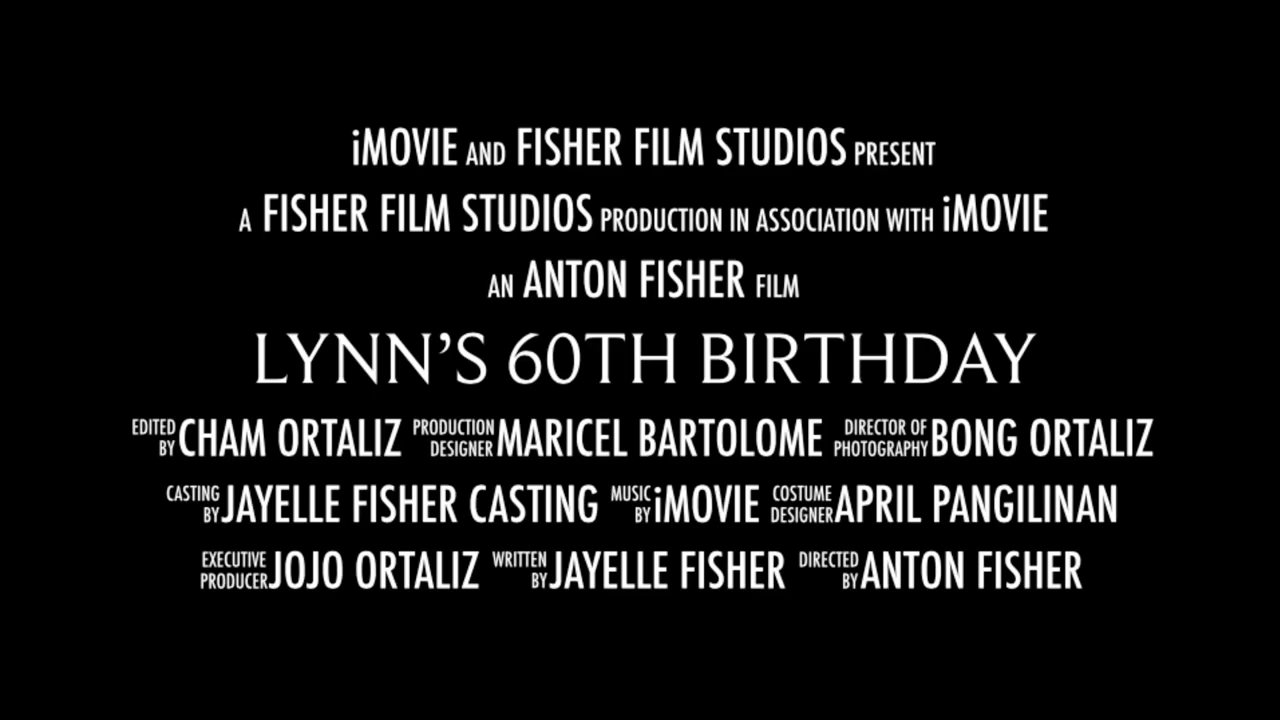 iMOVIE AND FISHER FILM STUDIOS PRESENT
A FISHER FILM STUDIOS PRODUCTION IN ASSOCIATION WITH iMOVIE
AN ANTON FISHER FILM
LYNN'S 60TH BIRTHDAY
EDITED BY CHAM ORTALIZ PRODUCTION DESIGNER MARICEL BARTOLOME DIRECTOR OF PHOTOGRAPHY BONG ORTALIZ
CASTING BY JAYELLE FISHER CASTING MUSIC BY iMOVIE COSTUME DESIGNER APRIL PANGILINAN
EXECUTIVE PRODUCER JOJO ORTALIZ WRITTEN BY JAYELLE FISHER DIRECTED BY ANTON FISHER